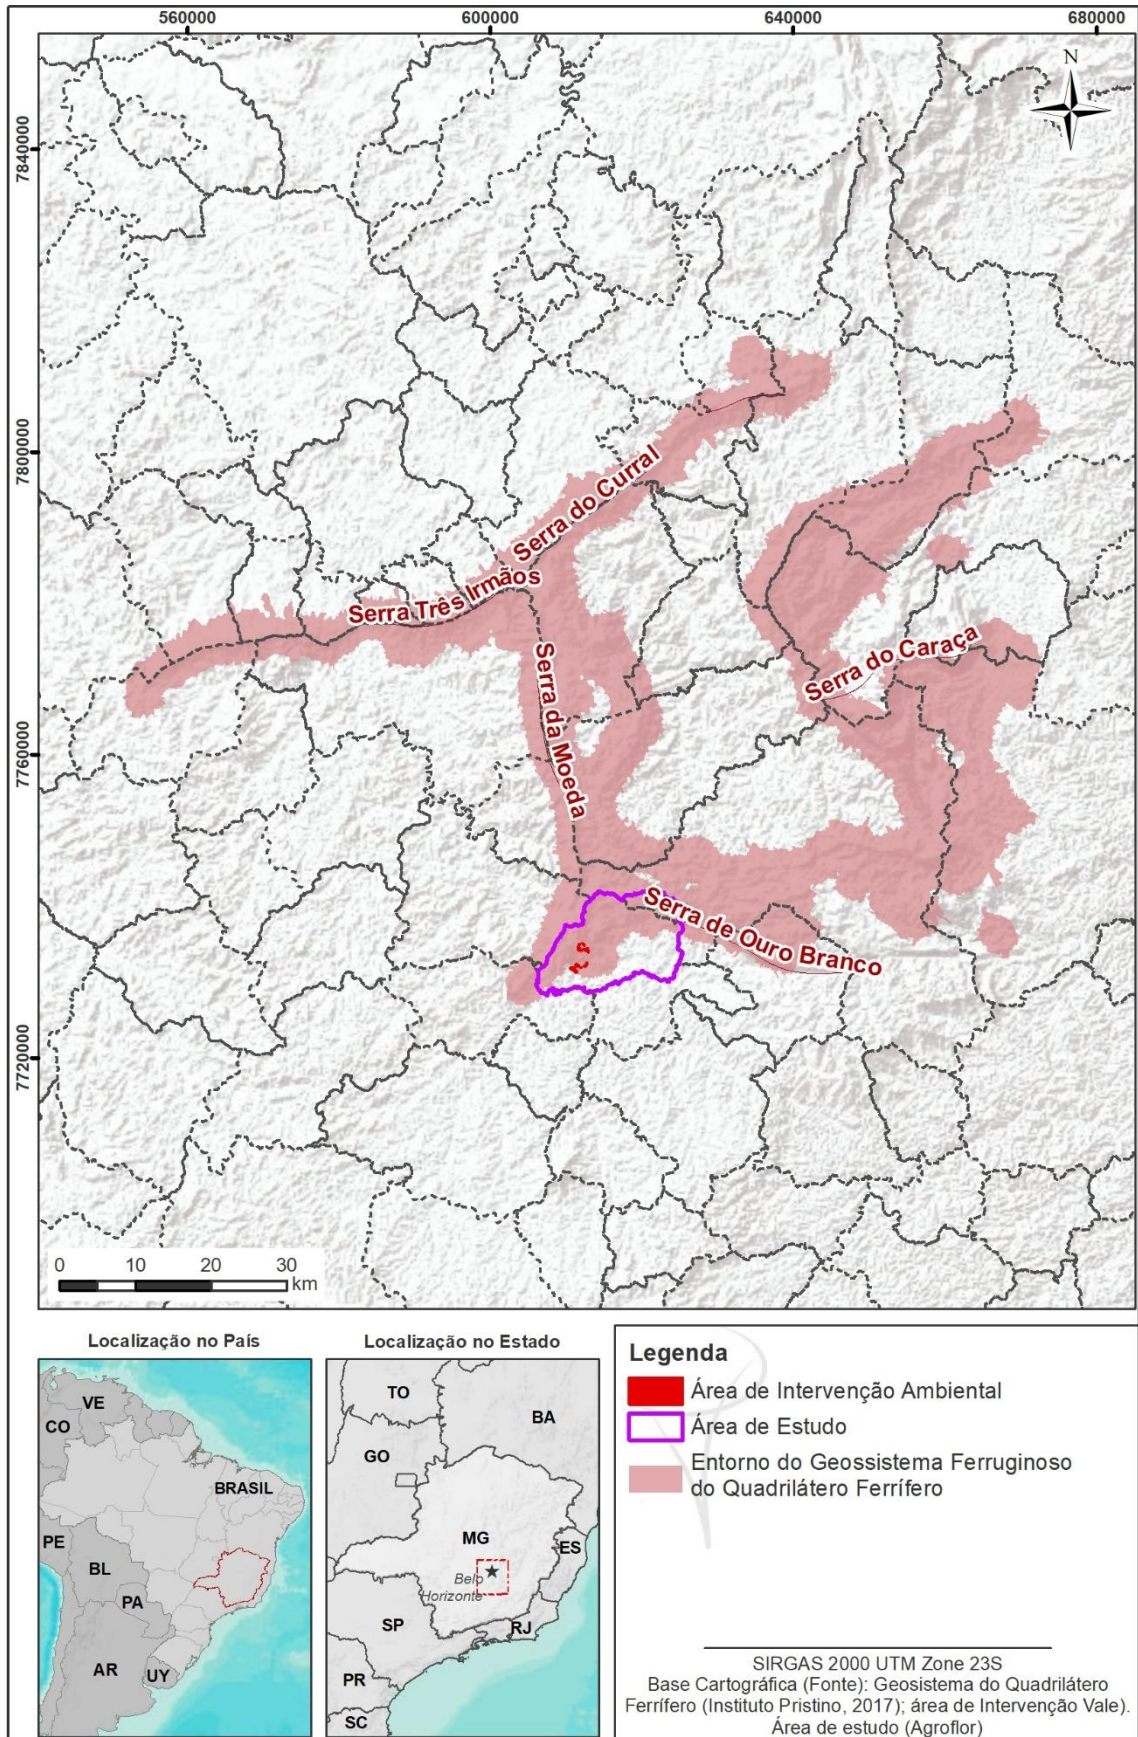 560000
600000
640000
680000
N
7840000
7800000
7760000
7720000
Serra do Curral
Serra Três Irmãos
Serra da Moeda
Serra do Caraça
Serra de Ouro Branco
0 10 20 30
km
Localização no País
VE
CO
BRASIL
PE
BL
PA
AR
UY
Localização no Estado
TO
BA
GO
MG
ES
Belo
Horizonte
SP
RJ
PR
SC
Legenda
Área de Intervenção Ambiental
Área de Estudo
Entorno do Geossistema Ferruginoso
do Quadrilátero Ferrífero
SIRGAS 2000 UTM Zone 23S
Base Cartográfica (Fonte): Geosistema do Quadrilátero
Ferrífero (Instituto Pristino, 2017); área de Intervenção Vale).
Área de estudo (Agroflor)